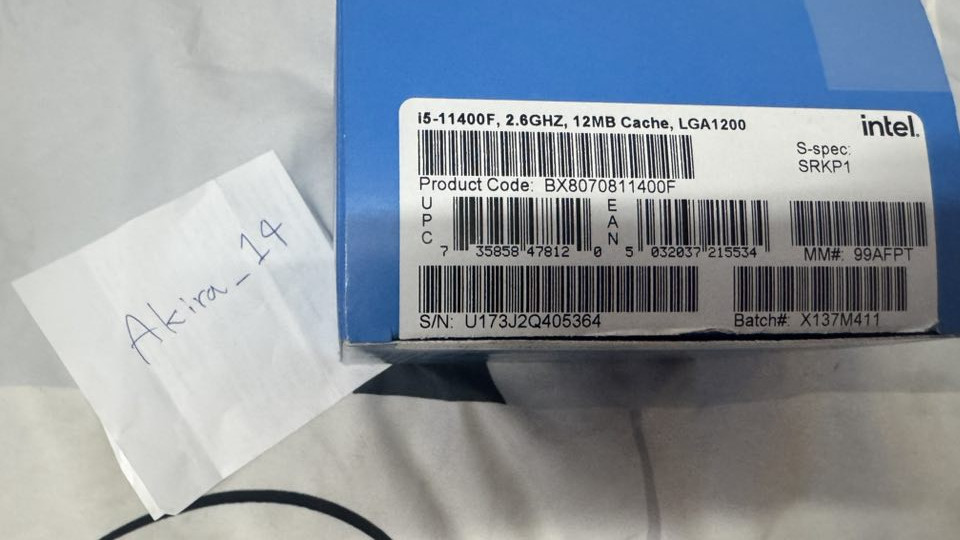 Akira_14
i5-11400F, 2.6GHZ, 12MB Cache, LGA1200
intel.
S-spec:
SRKP1
Product Code: BX8070811400F
UPC
7 35858 47812 0
EAN
5 032037 215534
MM#: 99AFPT
S/N: U173J2Q405364
Batch#: X137M411